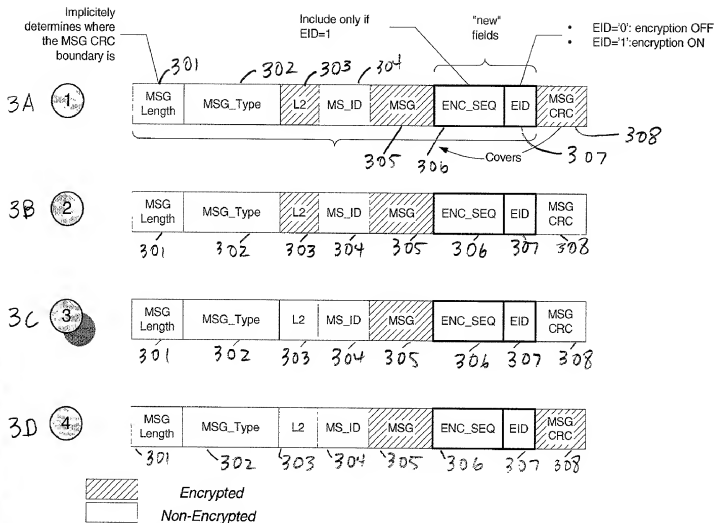 Implicitely
determines where
the MSG CRC
boundary is
Include only if
EID=1
"new"
fields
• EID='0': encryption OFF
• EID='1':encryption ON
301
302
303
304
3A
1
MSG
Length
MSG_Type
L2
MS_ID
MSG
ENC_SEQ
EID
MSG
CRC
305
306
Covers
307
308
3B
2
MSG
Length
MSG_Type
L2
MS_ID
MSG
ENC_SEQ
EID
MSG
CRC
301
302
303
304
305
306
307
308
3C
3
MSG
Length
MSG_Type
L2
MS_ID
MSG
ENC_SEQ
EID
MSG
CRC
301
302
303
304
305
306
307
308
3D
4
MSG
Length
MSG_Type
L2
MS_ID
MSG
ENC_SEQ
EID
MSG
CRC
301
302
303
304
305
306
307
308
Encrypted
Non-Encrypted